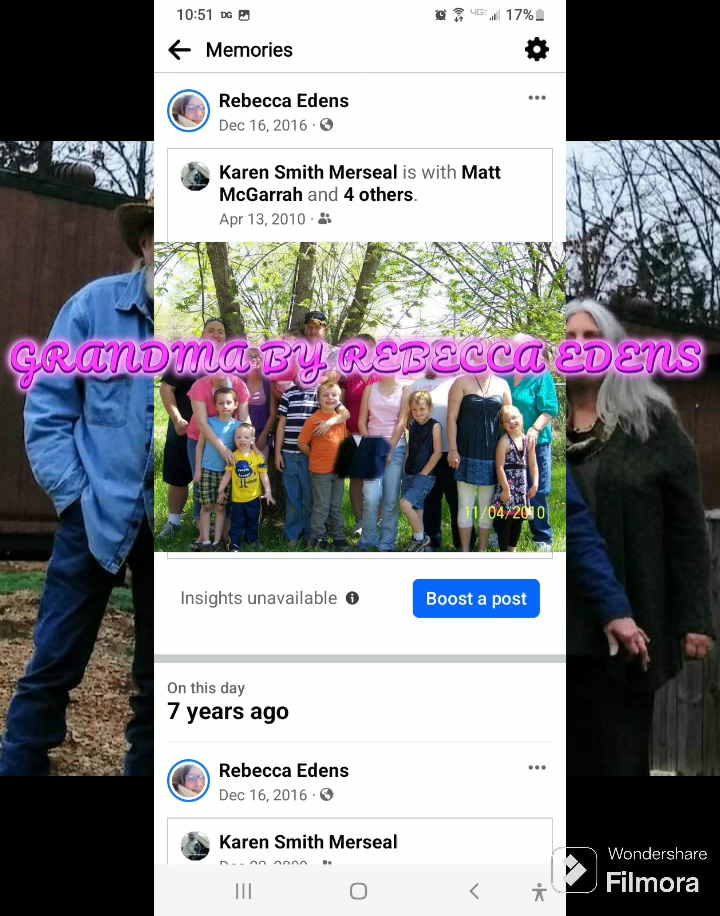 10:51 DG 4GE 17%
Memories
Rebecca Edens
Dec 16, 2016
Karen Smith Merseal is with Matt
McGarrah and 4 others.
Apr 13, 2010
GRANDMA BY REBECCA EDENS
11/04/2010
Insights unavailable
Boost a post
On this day
7 years ago
Rebecca Edens
Dec 16, 2016
Karen Smith Merseal
Wondershare
Filmora